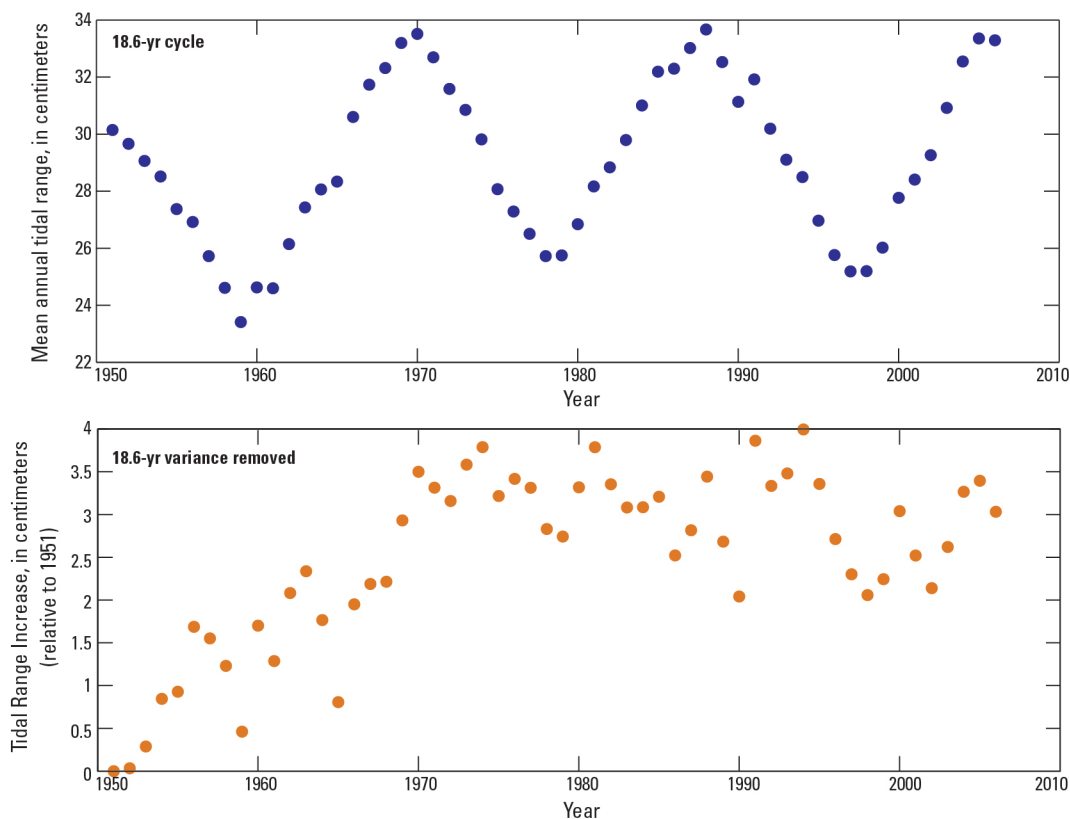 34
32
30
28
26
24
22
Mean annual tidal range, in centimeters
18.6-yr cycle
1950 1960 1970 1980 1990 2000 2010
Year
4
3.5
3
2.5
2
1.5
1
0.5
0
Tidal Range Increase, in centimeters
(relative to 1951)
18.6-yr variance removed
1950 1960 1970 1980 1990 2000 2010
Year